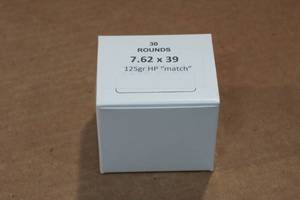 30
ROUNDS
7.62 x 39
125gr HP "match"